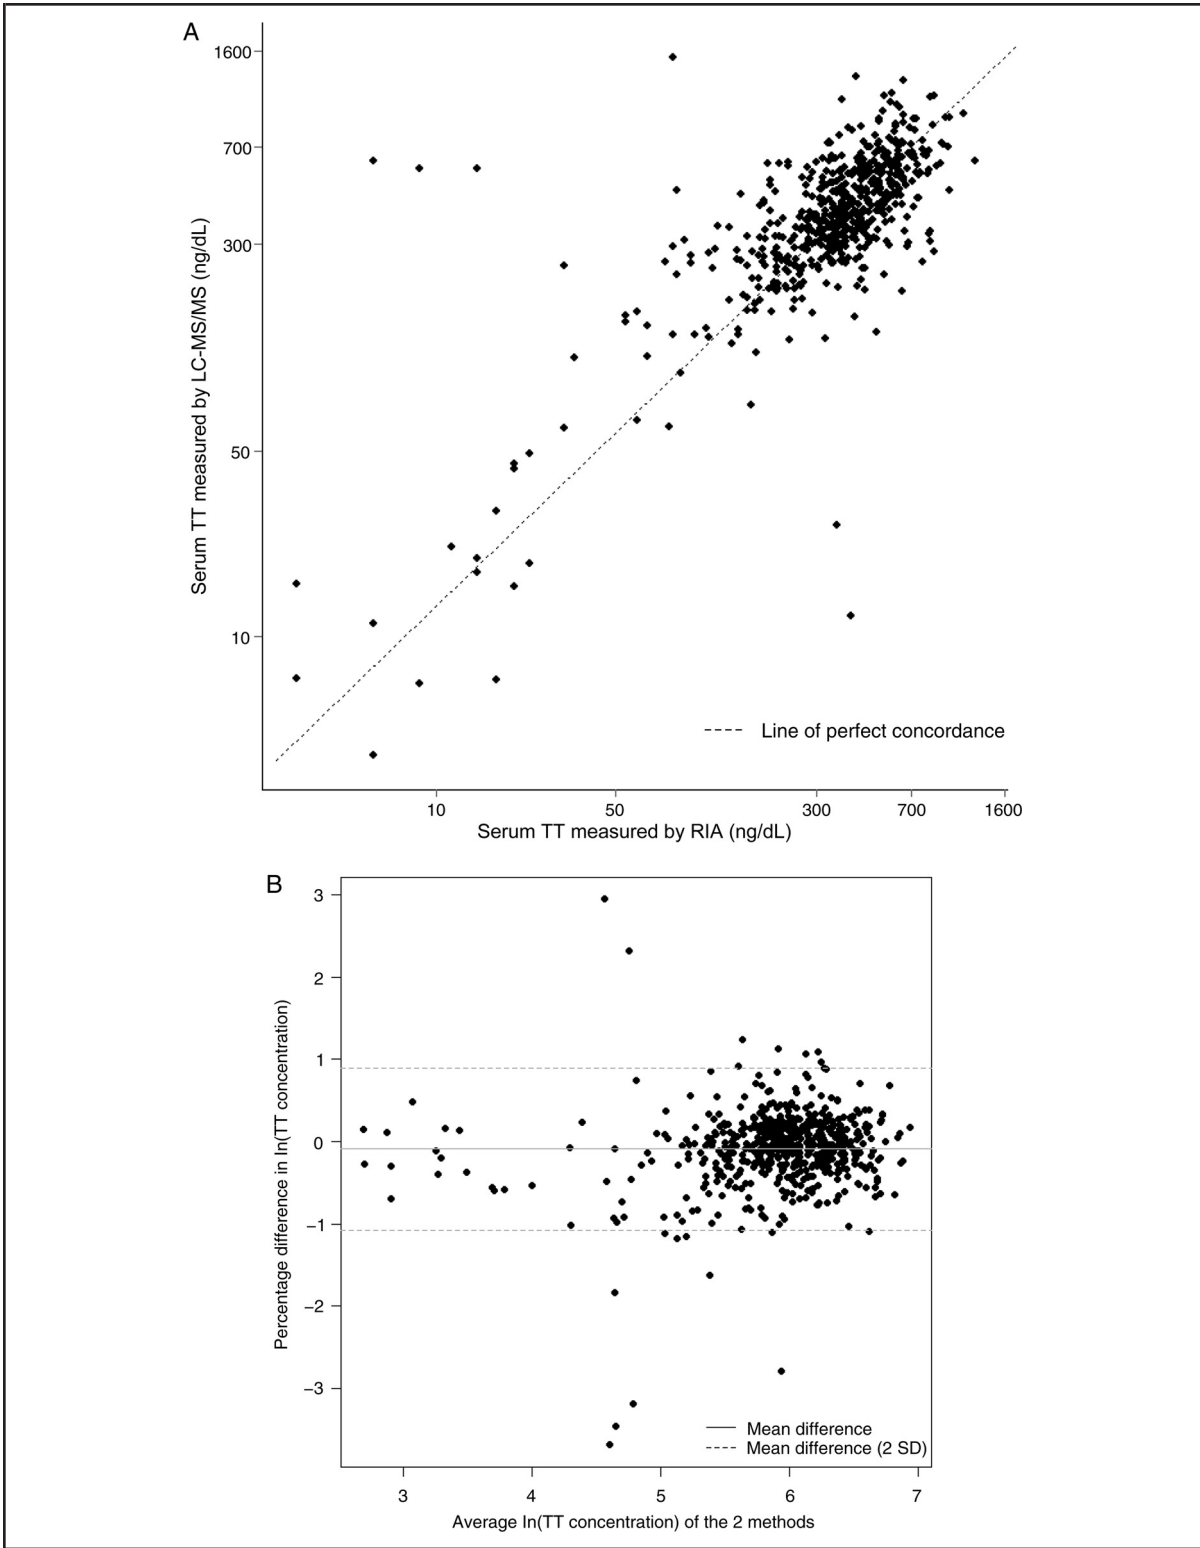 A
1600
700
300
50
10
Serum TT measured by LC-MS/MS (ng/dL)
Line of perfect concordance
10
50
300
700
1600
Serum TT measured by RIA (ng/dL)
B
3
2
1
0
−1
−2
−3
Percentage difference in ln(TT concentration)
Mean difference
Mean difference (2 SD)
3
4
5
6
7
Average ln(TT concentration) of the 2 methods